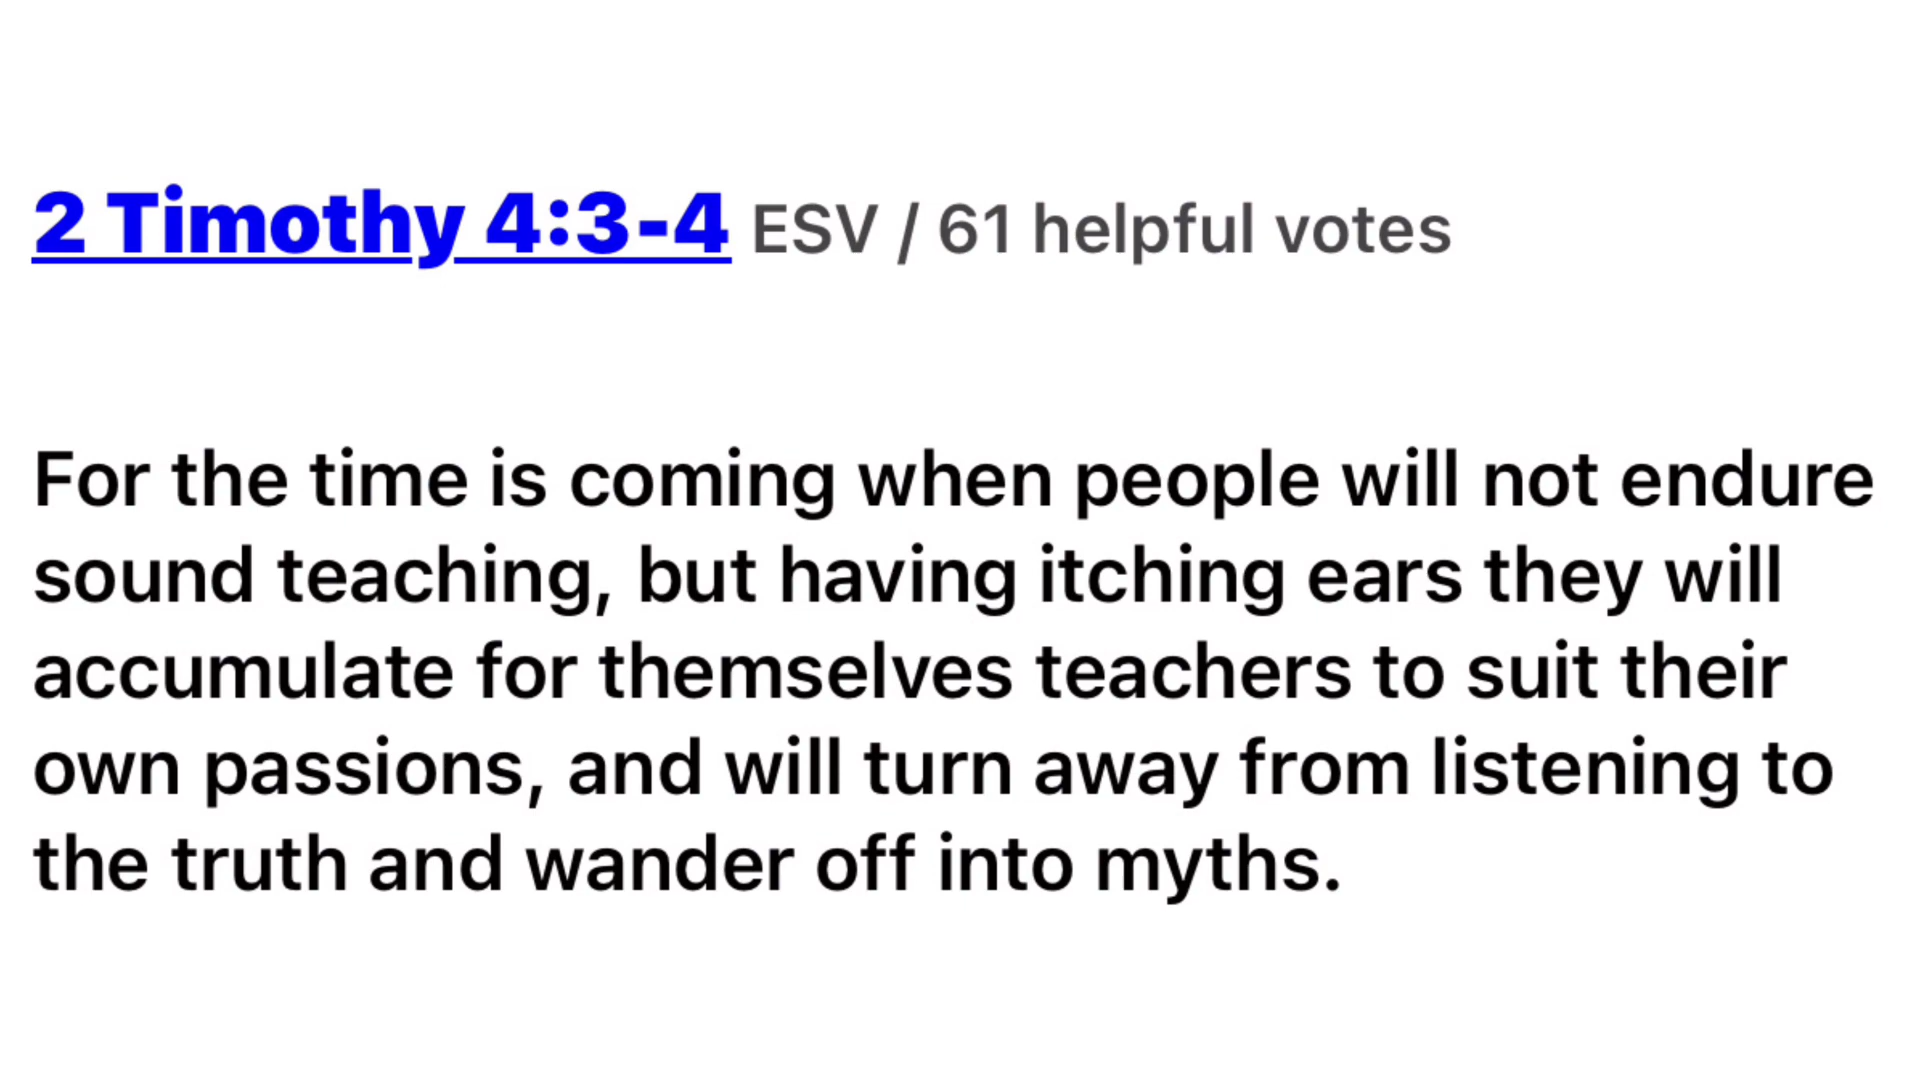 2 Timothy 4:3-4 ESV / 61 helpful votes
For the time is coming when people will not endure
sound teaching, but having itching ears they will
accumulate for themselves teachers to suit their
own passions, and will turn away from listening to
the truth and wander off into myths.